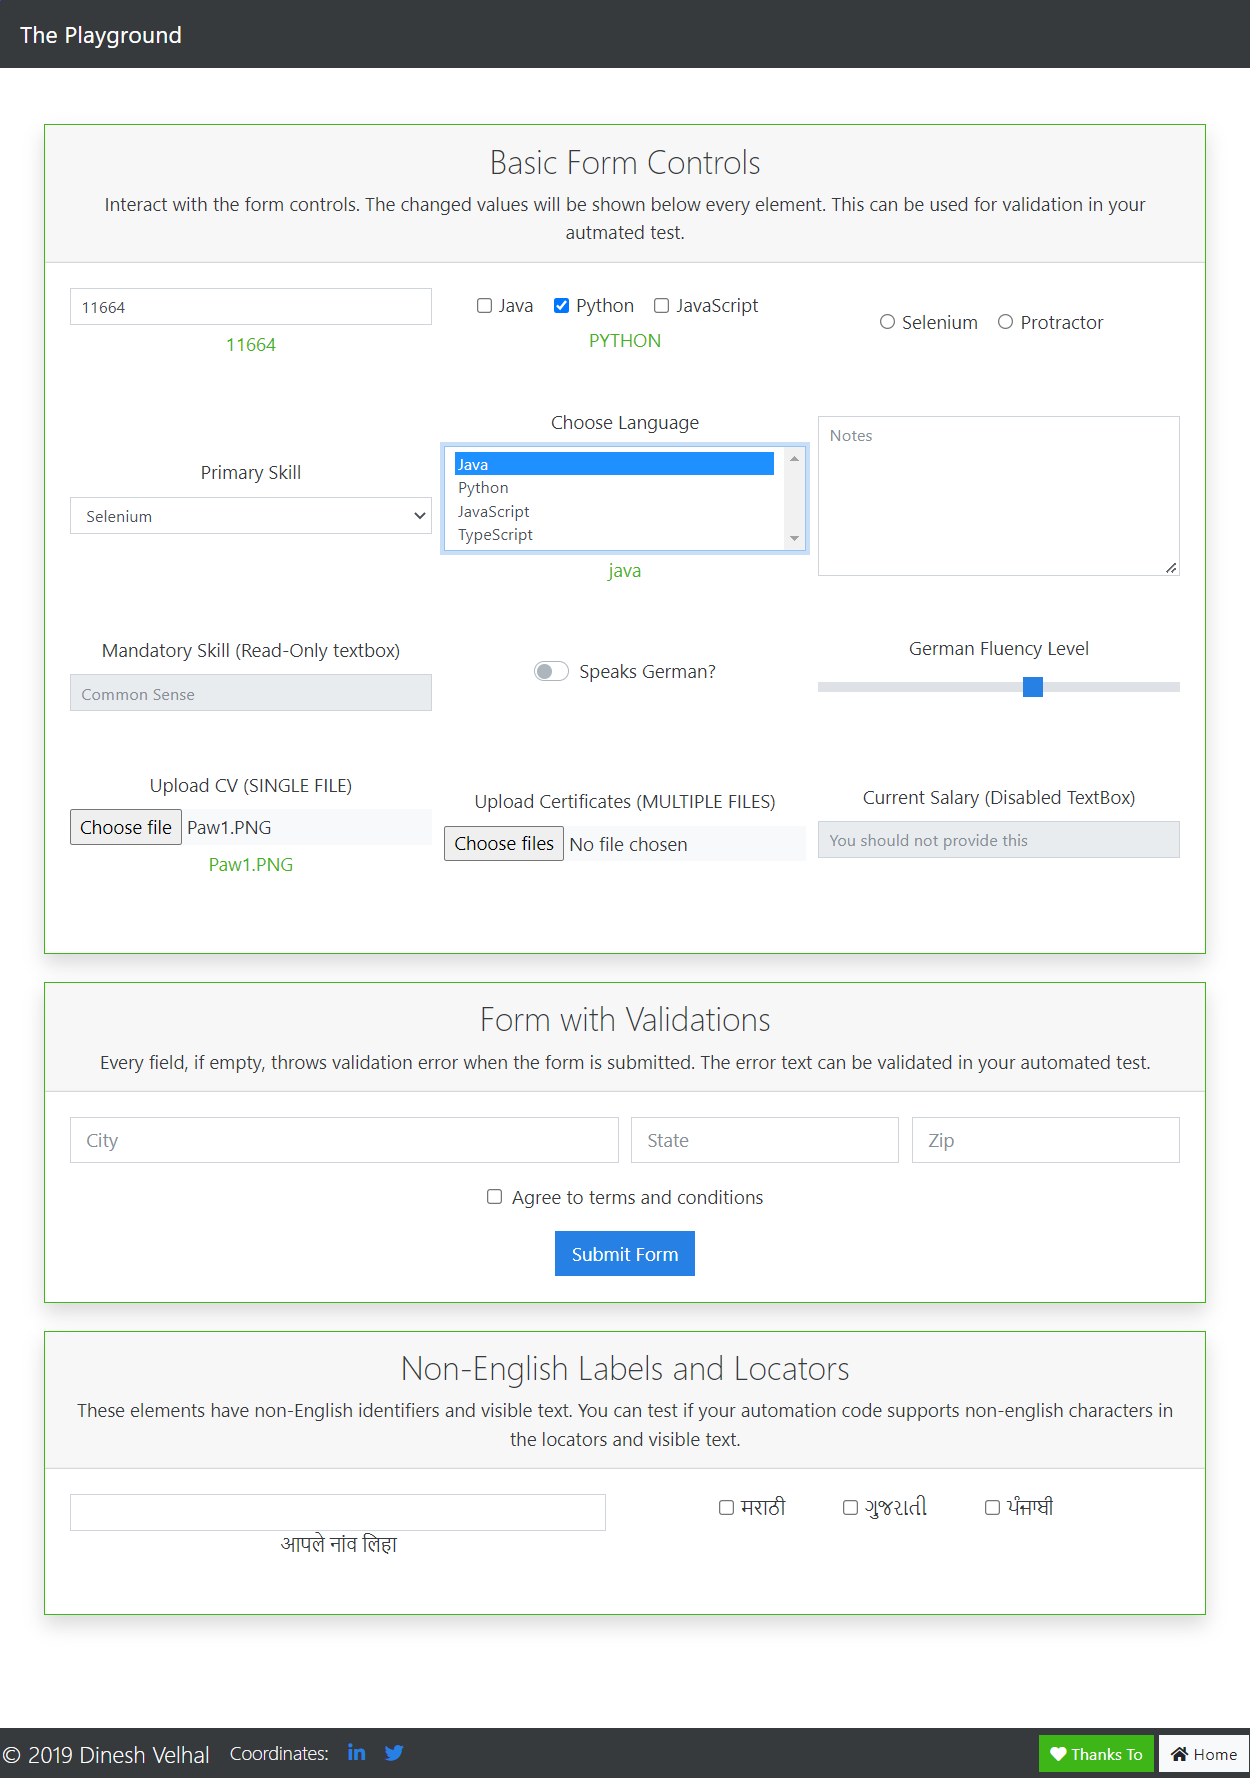 The Playground
Basic Form Controls
Interact with the form controls. The changed values will be shown below every element. This can be used for validation in your
autmated test.
11664
11664
Java Python JavaScript
PYTHON
Selenium Protractor
Primary Skill
Selenium
Choose Language
Java
Python
JavaScript
TypeScript
java
Notes
Mandatory Skill (Read-Only textbox)
Common Sense
Speaks German?
German Fluency Level
Upload CV (SINGLE FILE)
Choose file Paw1.PNG
Paw1.PNG
Upload Certificates (MULTIPLE FILES)
Choose files No file chosen
Current Salary (Disabled TextBox)
You should not provide this
Form with Validations
Every field, if empty, throws validation error when the form is submitted. The error text can be validated in your automated test.
City State Zip
Agree to terms and conditions
Submit Form
Non-English Labels and Locators
These elements have non-English identifiers and visible text. You can test if your automation code supports non-english characters in
the locators and visible text.
आपले नांव लिहा
मराठी ગુજરાતી ਪੰਜਾਬੀ
© 2019 Dinesh Velhal Coordinates: Thanks To Home